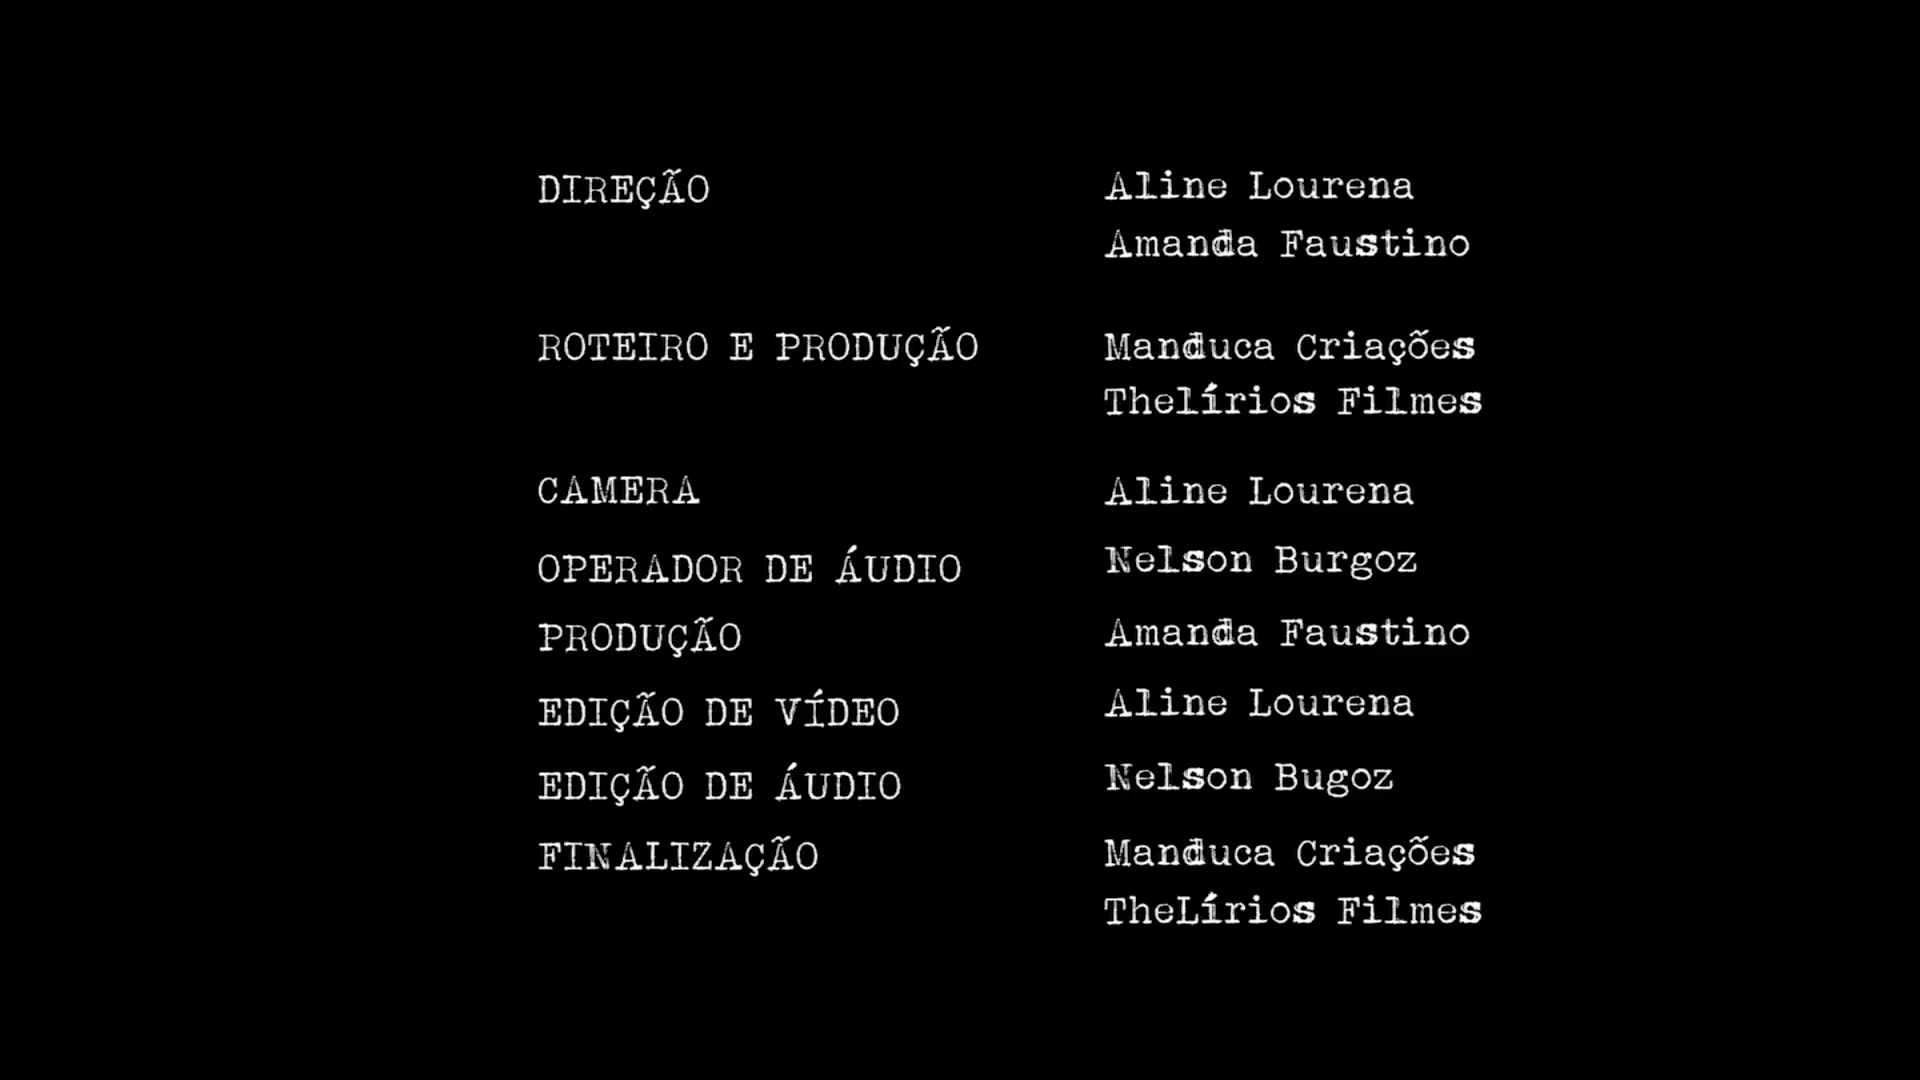 DIREÇÃO Aline Lourena
Amanda Faustino
ROTEIRO E PRODUÇÃO Manduca Criações
Thelírios Filmes
CAMERA Aline Lourena
OPERADOR DE ÁUDIO Nelson Burgoz
PRODUÇÃO Amanda Faustino
EDIÇÃO DE VÍDEO Aline Lourena
EDIÇÃO DE ÁUDIO Nelson Bugoz
FINALIZAÇÃO Manduca Criações
TheLírios Filmes